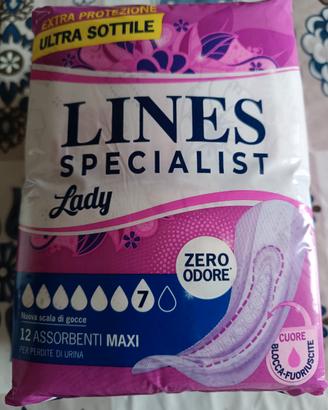 EXTRA PROTEZIONE
ULTRA SOTTILE
LINES
SPECIALIST
Lady
ZERO
ODORE*
7
Nuova scala di gocce
12 ASSORBENTI MAXI
PER PERDITE DI URINA
CUORE
BLOCCA-FUORIUSCITE